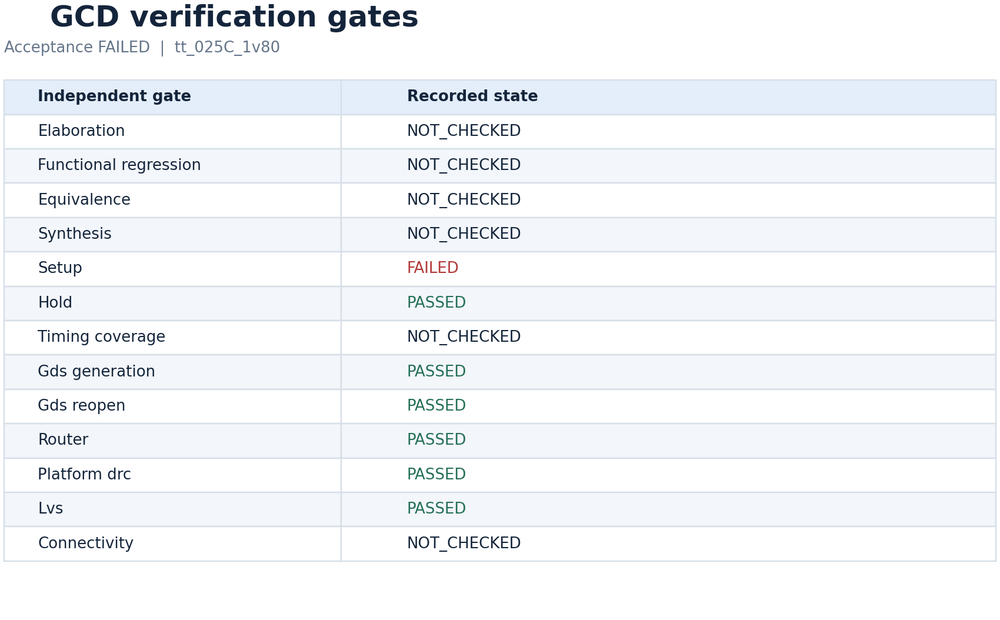 GCD verification gates
Acceptance FAILED | tt_025C_1v80
Independent gate Recorded state
Elaboration NOT_CHECKED
Functional regression NOT_CHECKED
Equivalence NOT_CHECKED
Synthesis NOT_CHECKED
Setup FAILED
Hold PASSED
Timing coverage NOT_CHECKED
Gds generation PASSED
Gds reopen PASSED
Router PASSED
Platform drc PASSED
Lvs PASSED
Connectivity NOT_CHECKED